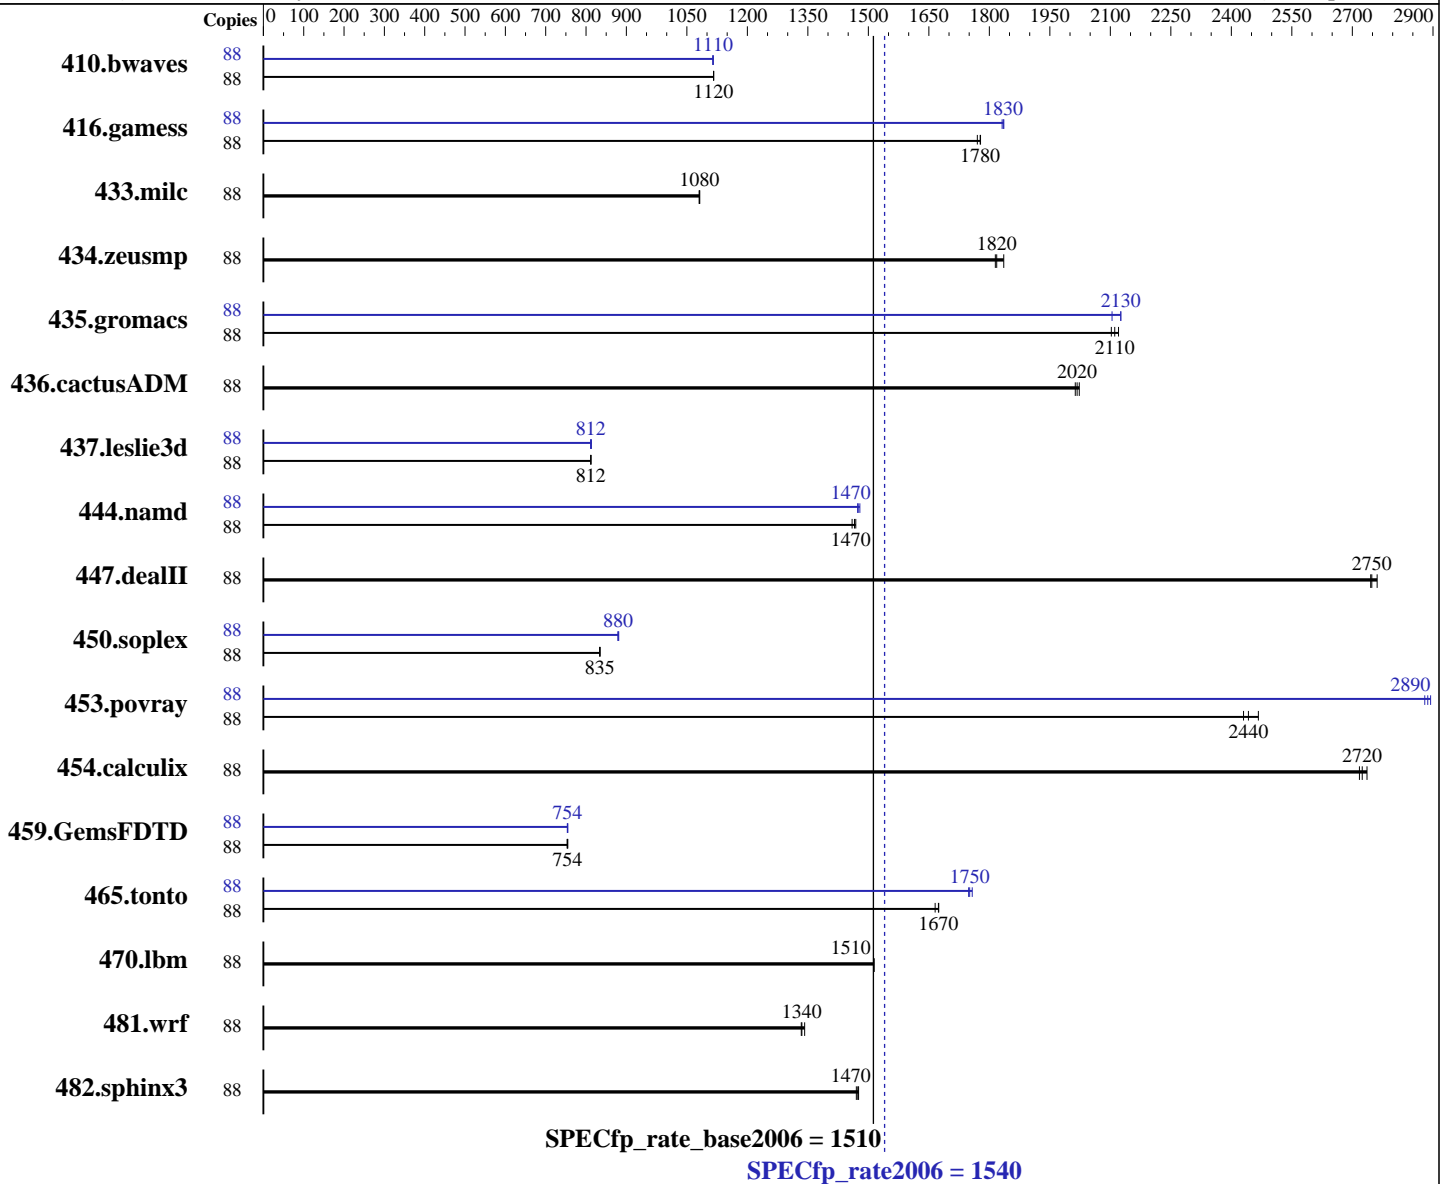 Copies 0 100 200 300 400 500 600 700 800 900 1050 1200 1350 1500 1650 1800 1950 2100 2250 2400 2550 2700 2900
410.bwaves 88 1110
88 1120
416.gamess 88 1830
88 1780
433.milc 88 1080
434.zeusmp 88 1820
435.gromacs 88 2130
88 2110
436.cactusADM 88 2020
437.leslie3d 88 812
88 812
444.namd 88 1470
88 1470
447.dealII 88 2750
450.soplex 88 880
88 835
453.povray 88 2890
88 2440
454.calculix 88 2720
459.GemsFDTD 88 754
88 754
465.tonto 88 1750
88 1670
470.lbm 88 1510
481.wrf 88 1340
482.sphinx3 88 1470
SPECfp_rate_base2006 = 1510
SPECfp_rate2006 = 1540